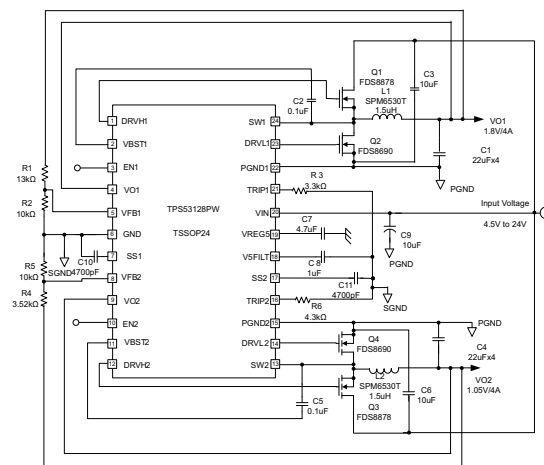 Q1
FDS8878
L1
SPM6530T
1.5uH
C3
10uF
C2
0.1uF
VO1
1.8V/4A
Q2
FDS8690
C1
22uFx4
PGND
R1
13kΩ
R2
10kΩ
R5
10kΩ
R4
3.52kΩ
SGND
C10
4700pF
1 DRVH1
2 VBST1
3 EN1
4 VO1
5 VFB1
6 GND
7 SS1
8 VFB2
9 VO2
10 EN2
11 VBST2
12 DRVH2
TPS53128PW
TSSOP24
SW1 24
DRVL1 23
PGND1 22
TRIP1 21
VIN 20
VREG5 19
V5FILT 18
SS2 17
TRIP2 16
PGND2 15
DRVL2 14
SW2 13
R 3
3.3kΩ
C7
4.7uF
C 8
1uF
C11
4700pF
R6
4.3kΩ
C9
10uF
PGND
SGND
Input Voltage
4.5V to 24V
PGND
Q4
FDS8690
C4
22uFx4
L2
SPM6530T
1.5uH
VO2
1.05V/4A
C6
10uF
C5
0.1uF
Q3
FDS8878